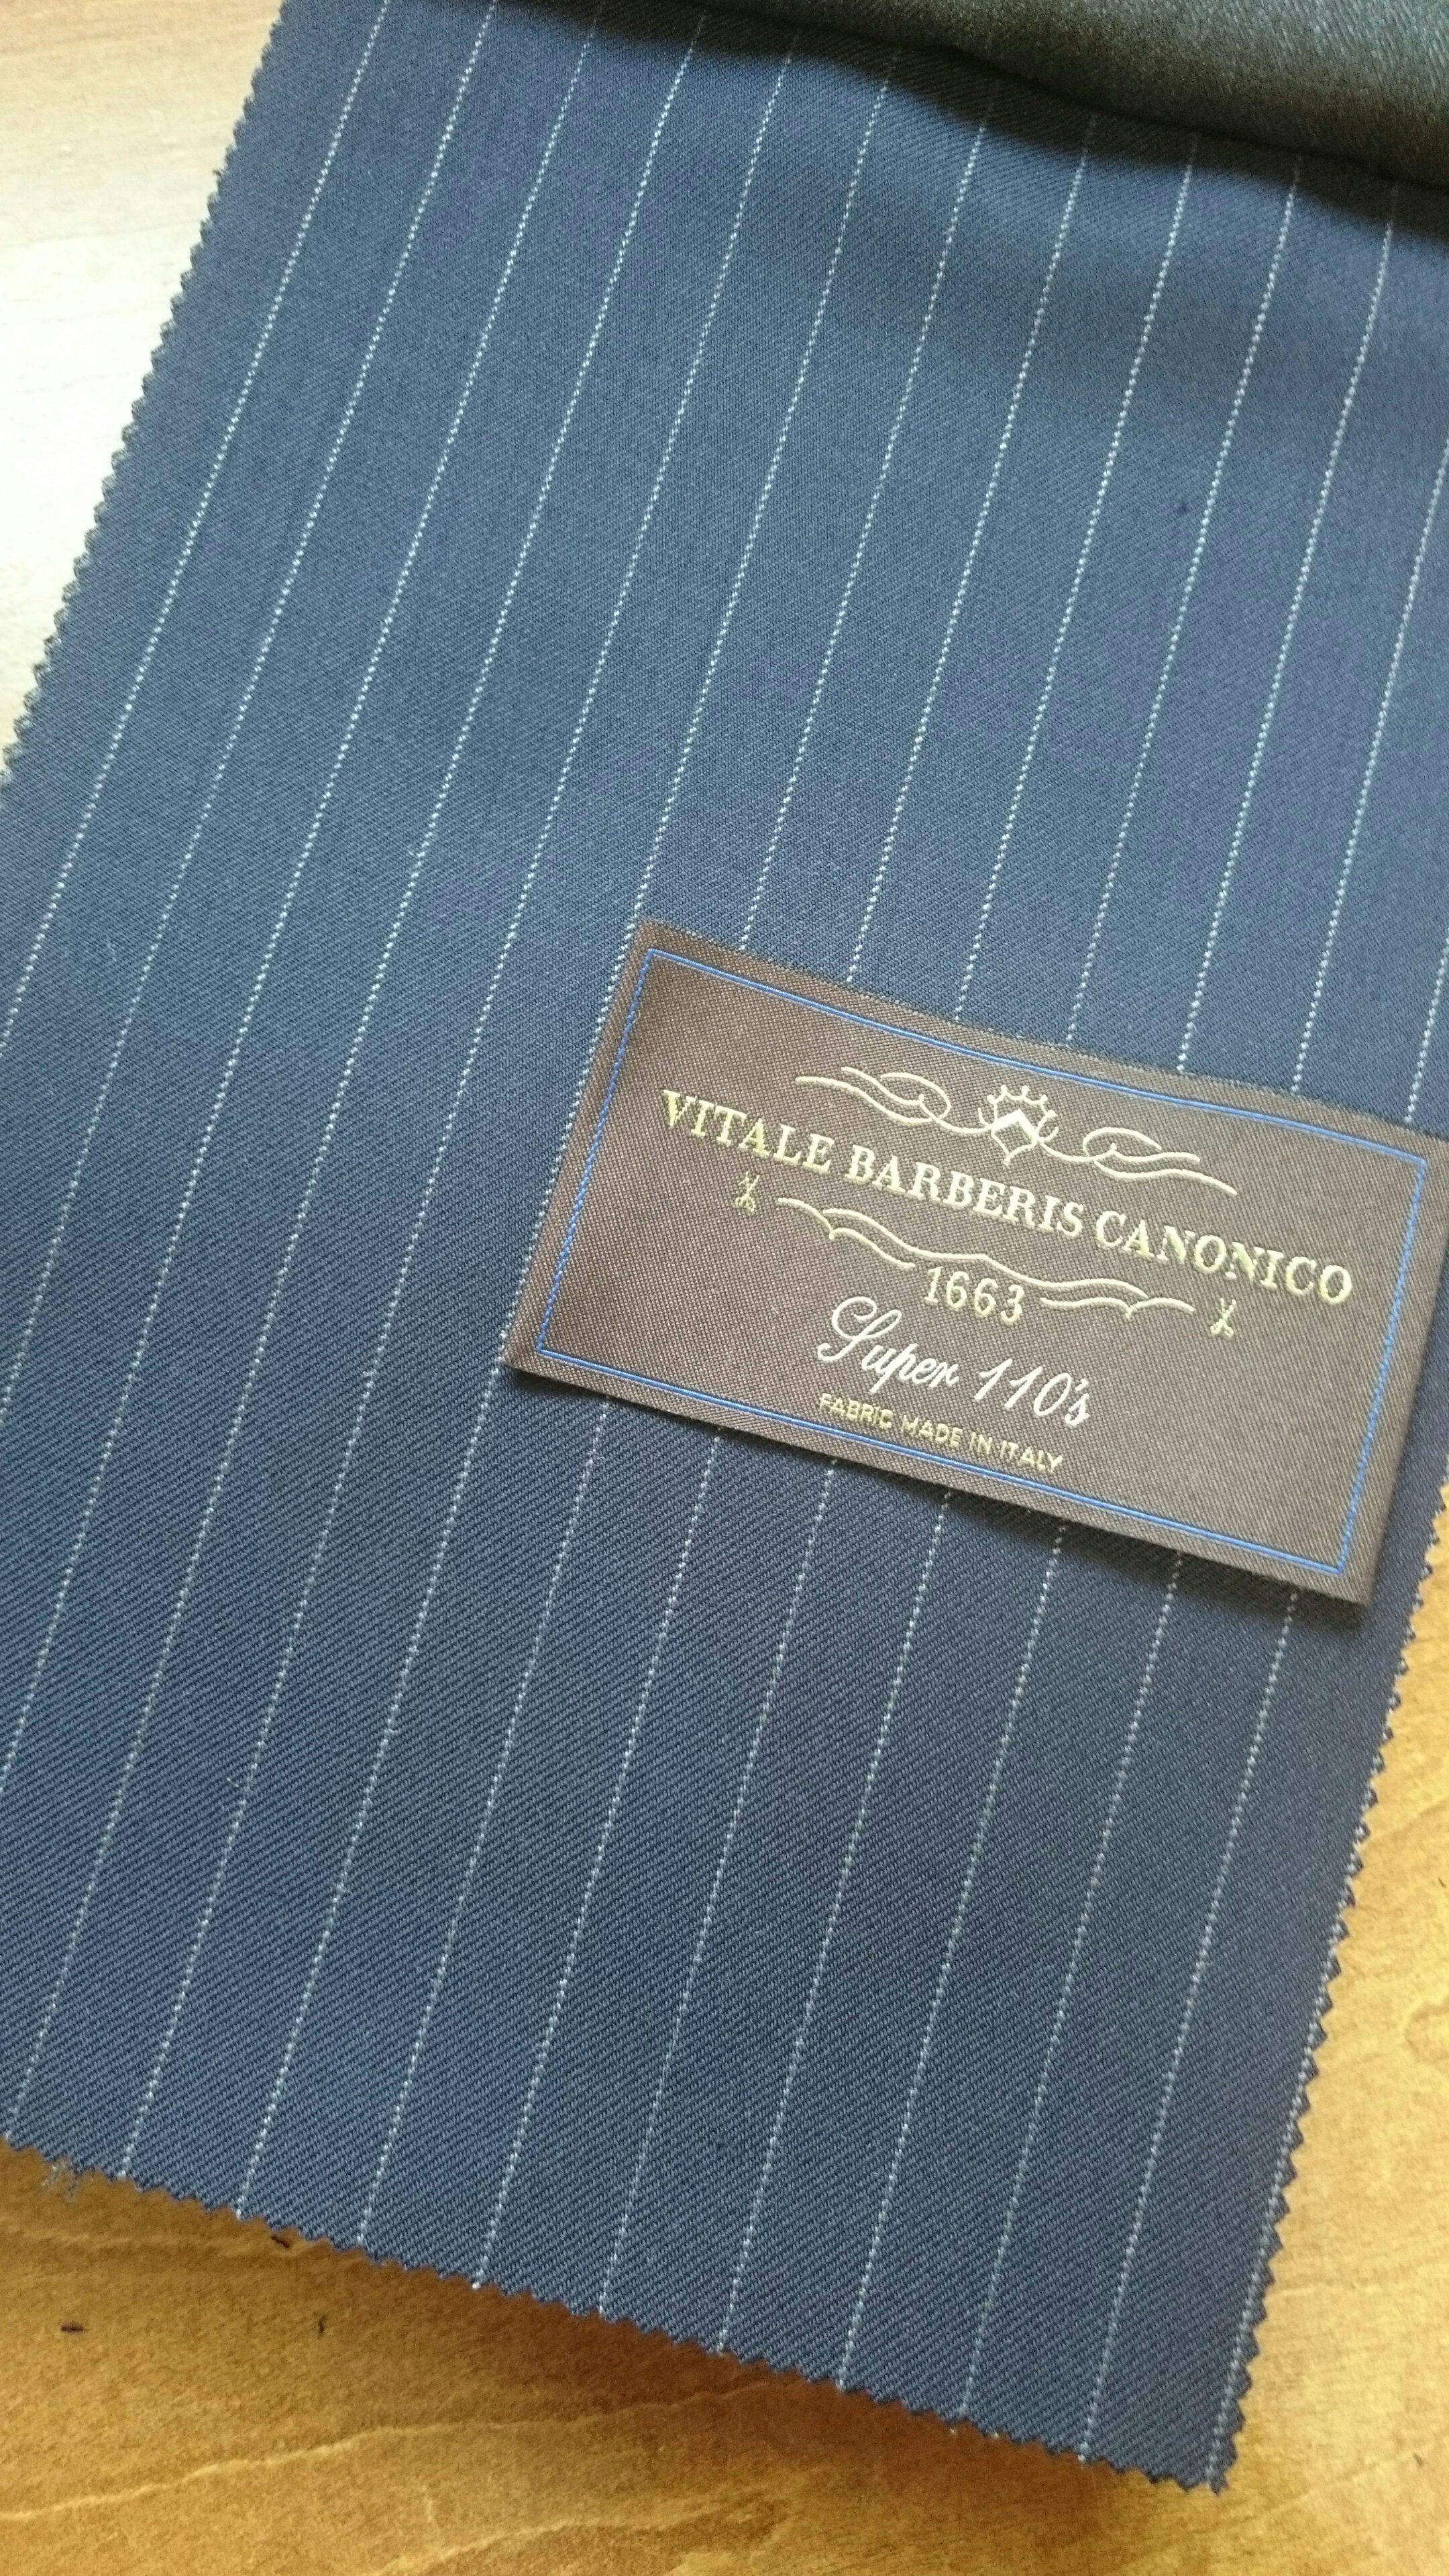 VITALE BARBERIS CANONICO
1663
Super 110's
FABRIC MADE IN ITALY